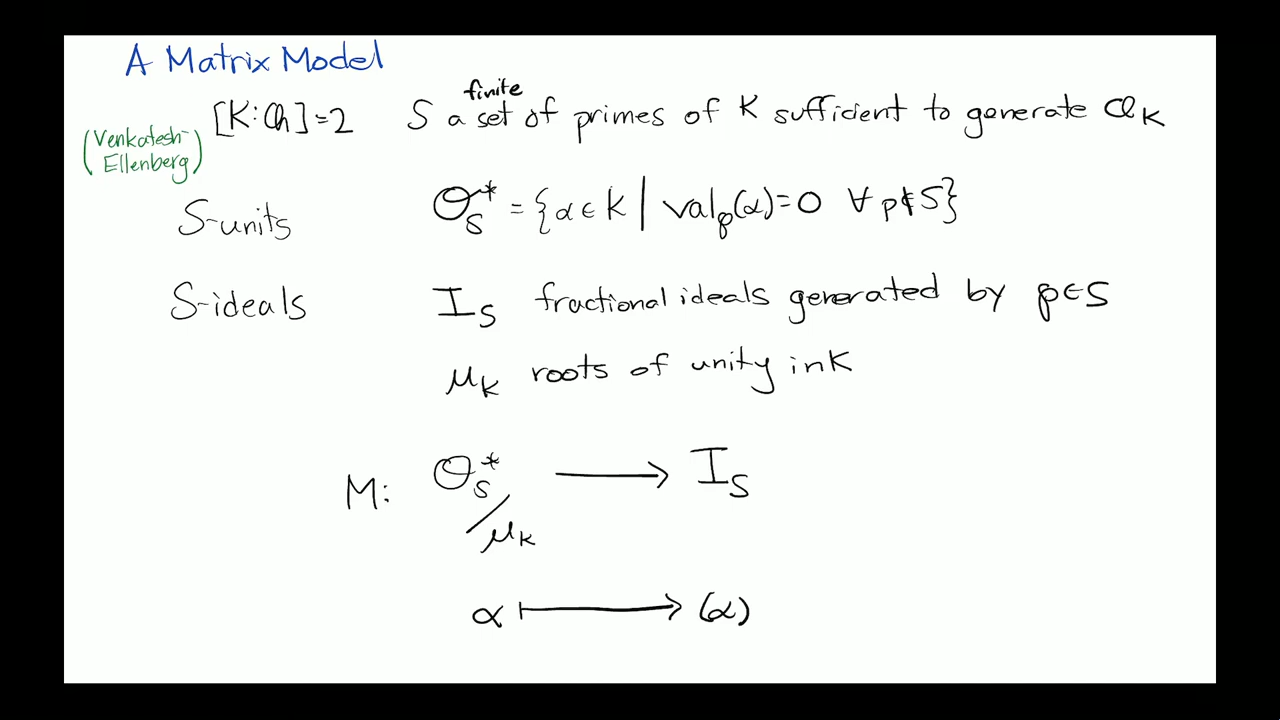 A Matrix Model
finite
[K:ℚ]=2 S a set of primes of K sufficient to generate Cl_K
(Venkatesh-
Ellenberg)
S-units O_S^* = {α ∈ K | val_℘(α)=0 ∀ p∉S}
S-ideals I_S fractional ideals generated by ℘∈S
μ_K roots of unity in K
M: O_S^* / μ_K ⟶ I_S
α ⟼ (α)